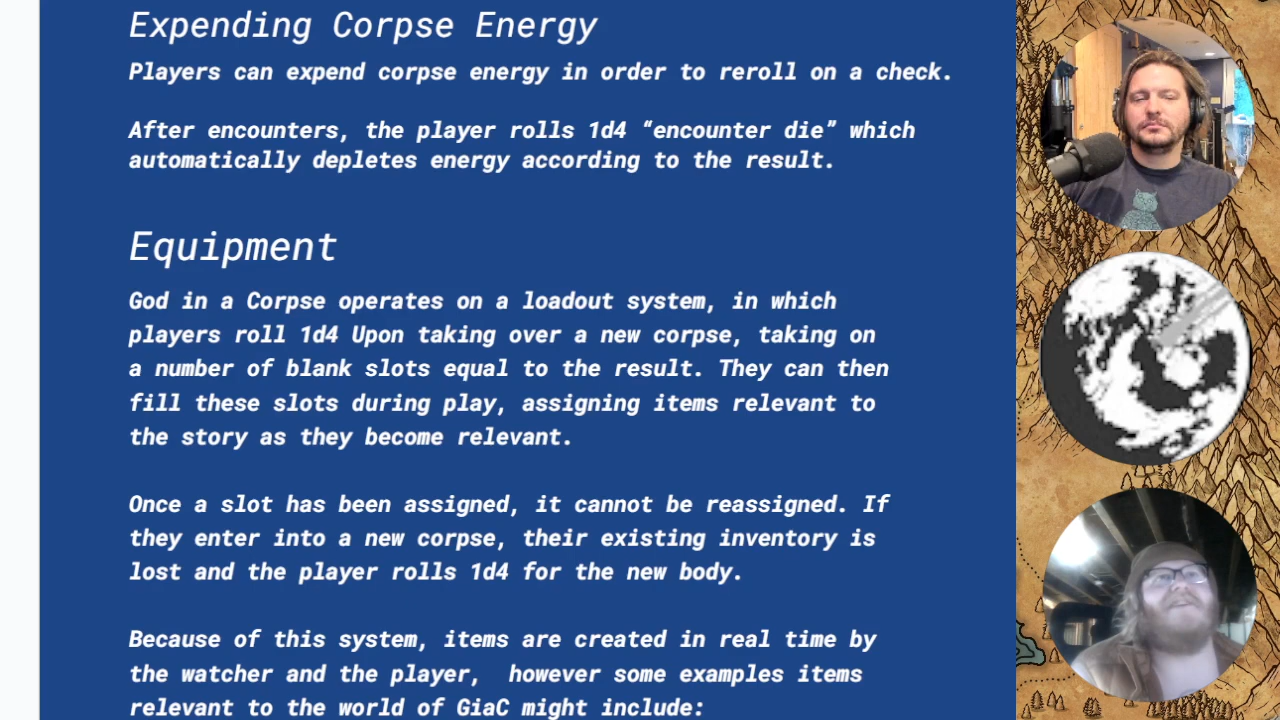 Expending Corpse Energy
Players can expend corpse energy in order to reroll on a check.
After encounters, the player rolls 1d4 “encounter die” which
automatically depletes energy according to the result.
Equipment
God in a Corpse operates on a loadout system, in which
players roll 1d4 Upon taking over a new corpse, taking on
a number of blank slots equal to the result. They can then
fill these slots during play, assigning items relevant to
the story as they become relevant.
Once a slot has been assigned, it cannot be reassigned. If
they enter into a new corpse, their existing inventory is
lost and the player rolls 1d4 for the new body.
Because of this system, items are created in real time by
the watcher and the player,  however some examples items
relevant to the world of GiaC might include: